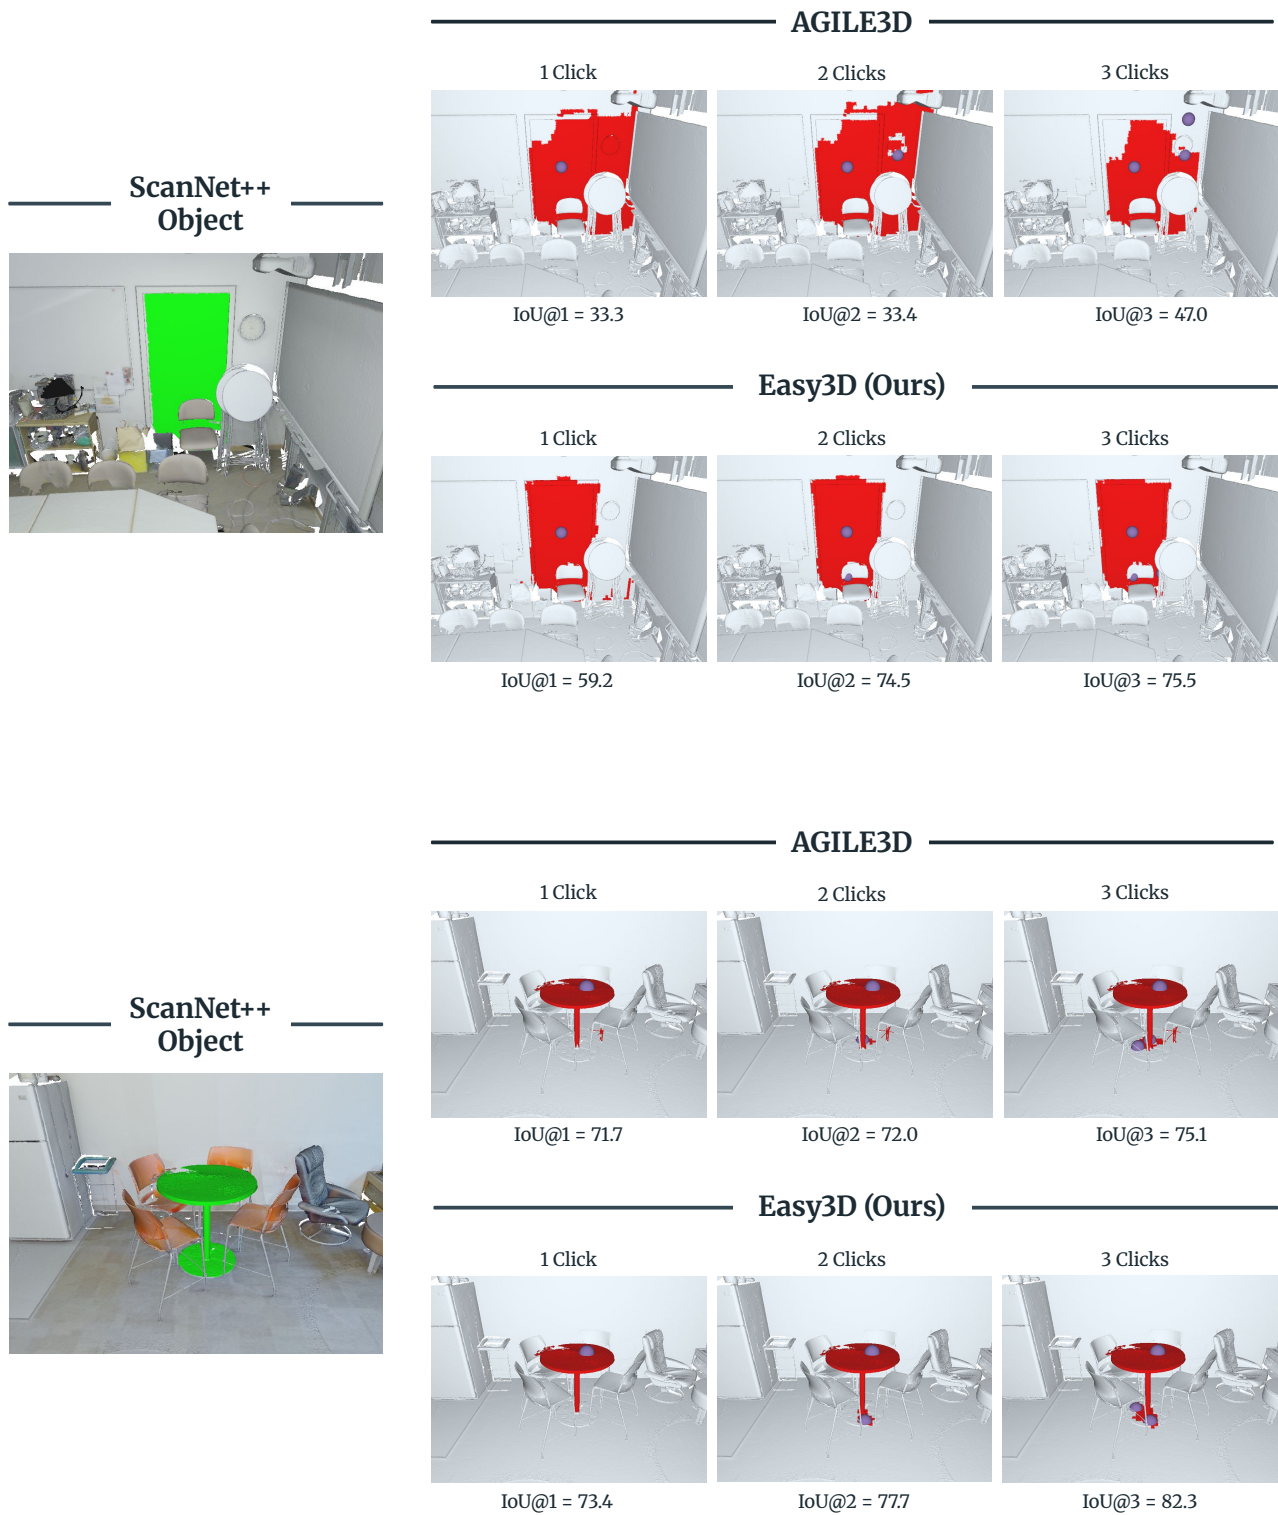 AGILE3D
1 Click
2 Clicks
3 Clicks
ScanNet++
Object
IoU@1 = 33.3
IoU@2 = 33.4
IoU@3 = 47.0
Easy3D (Ours)
1 Click
2 Clicks
3 Clicks
IoU@1 = 59.2
IoU@2 = 74.5
IoU@3 = 75.5
AGILE3D
1 Click
2 Clicks
3 Clicks
ScanNet++
Object
IoU@1 = 71.7
IoU@2 = 72.0
IoU@3 = 75.1
Easy3D (Ours)
1 Click
2 Clicks
3 Clicks
IoU@1 = 73.4
IoU@2 = 77.7
IoU@3 = 82.3